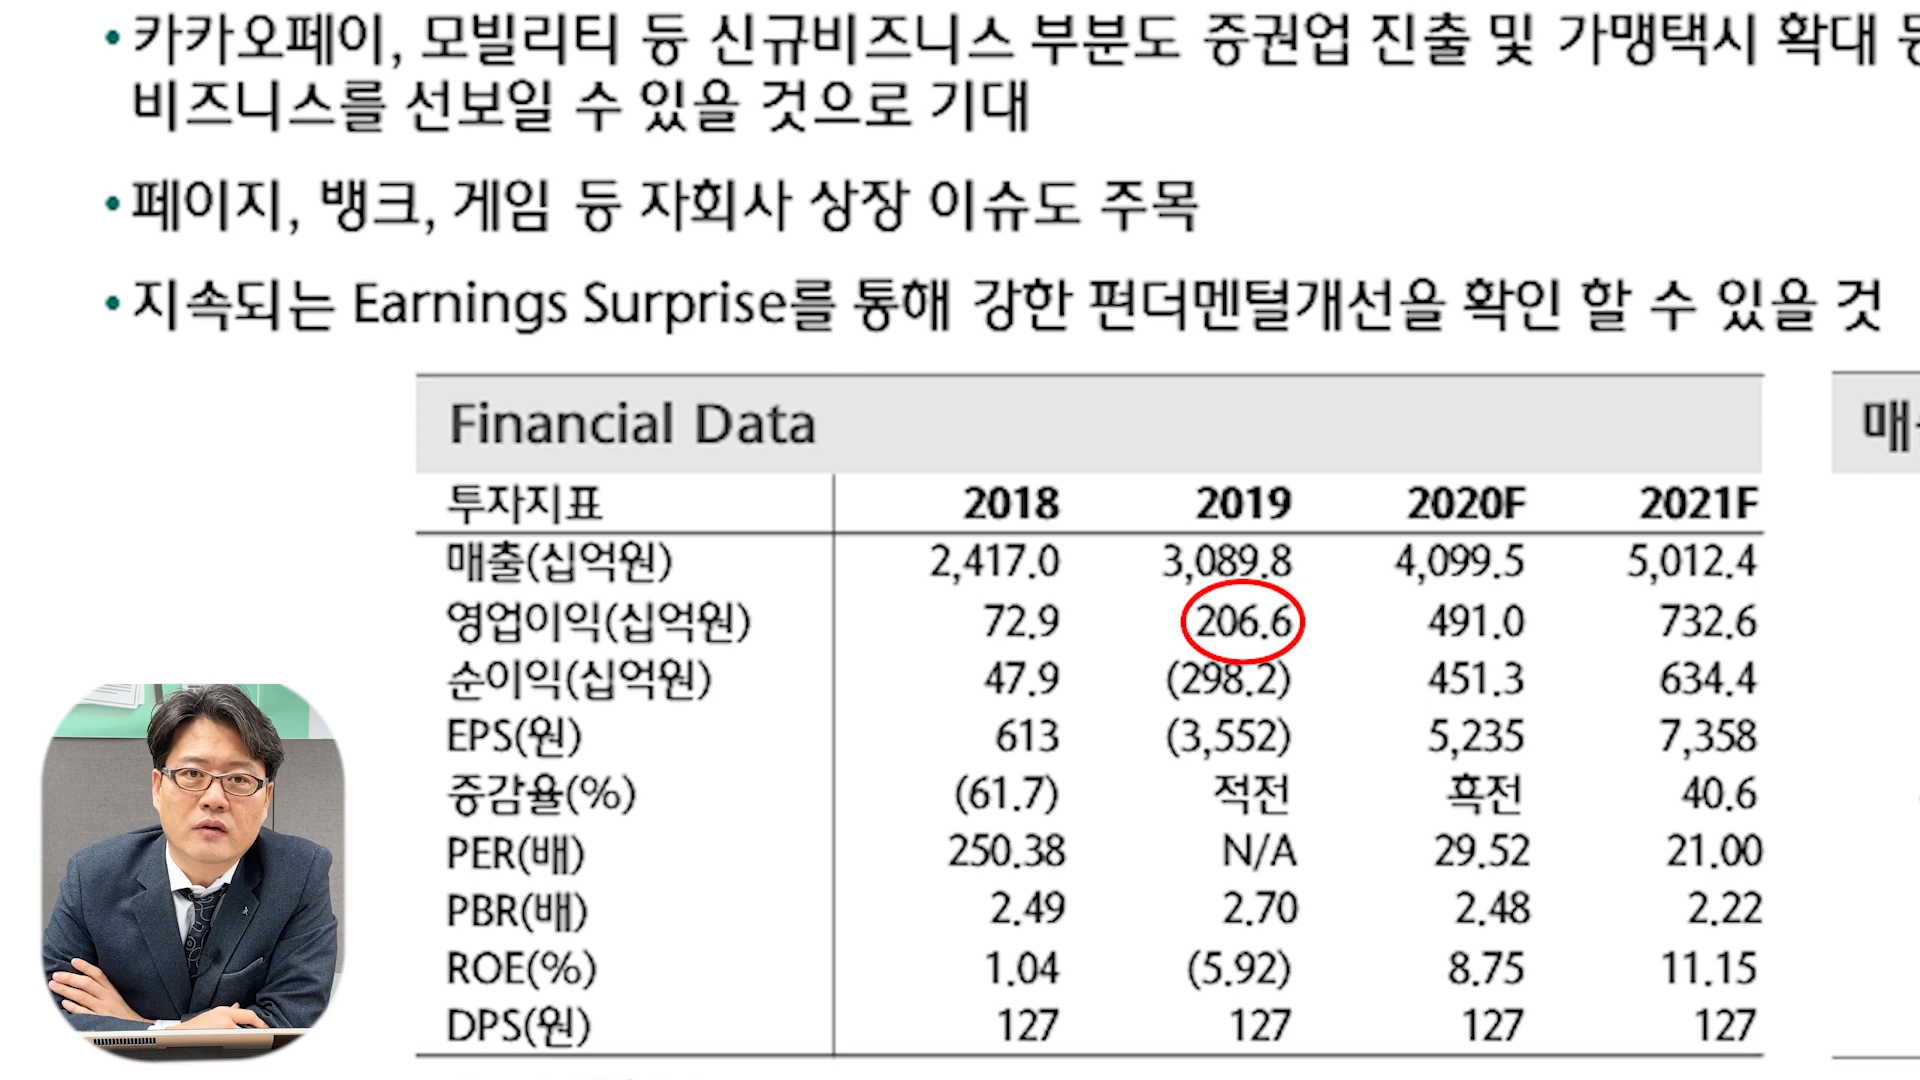 • 카카오페이, 모빌리티 등 신규비즈니스 부분도 증권업 진출 및 가맹택시 확대
비즈니스를 선보일 수 있을 것으로 기대
• 페이지, 뱅크, 게임 등 자회사 상장 이슈도 주목
• 지속되는 Earnings Surprise를 통해 강한 펀더멘털개선을 확인 할 수 있을 것
Financial Data
투자지표 2018 2019 2020F 2021F
매출(십억원) 2,417.0 3,089.8 4,099.5 5,012.4
영업이익(십억원) 72.9 206.6 491.0 732.6
순이익(십억원) 47.9 (298.2) 451.3 634.4
EPS(원) 613 (3,552) 5,235 7,358
증감율(%) (61.7) 적전 흑전 40.6
PER(배) 250.38 N/A 29.52 21.00
PBR(배) 2.49 2.70 2.48 2.22
ROE(%) 1.04 (5.92) 8.75 11.15
DPS(원) 127 127 127 127